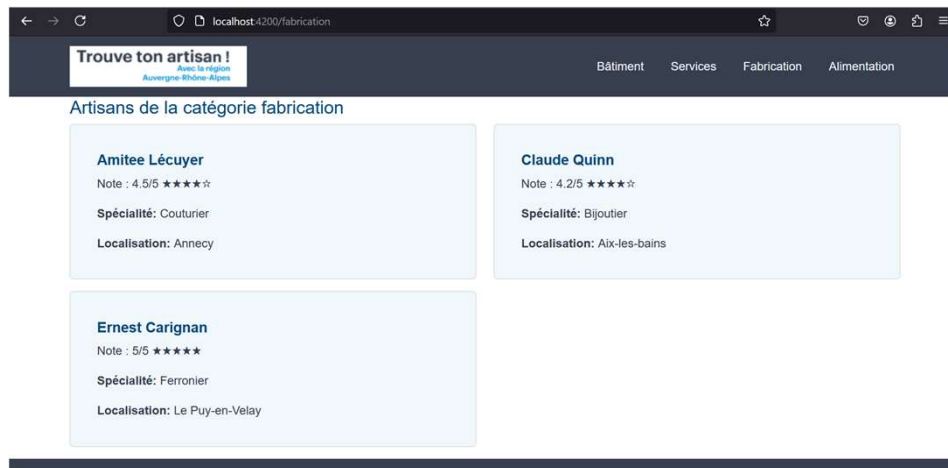 localhost:4200/fabrication
Trouve ton artisan !
Avec la région
Auvergne-Rhône-Alpes
Bâtiment Services Fabrication Alimentation
Artisans de la catégorie fabrication
Amitee Lécuyer
Note : 4.5/5 ★★★★☆
Spécialité: Couturier
Localisation: Annecy
Claude Quinn
Note : 4.2/5 ★★★★☆
Spécialité: Bijoutier
Localisation: Aix-les-bains
Ernest Carignan
Note : 5/5 ★★★★★
Spécialité: Ferronier
Localisation: Le Puy-en-Velay